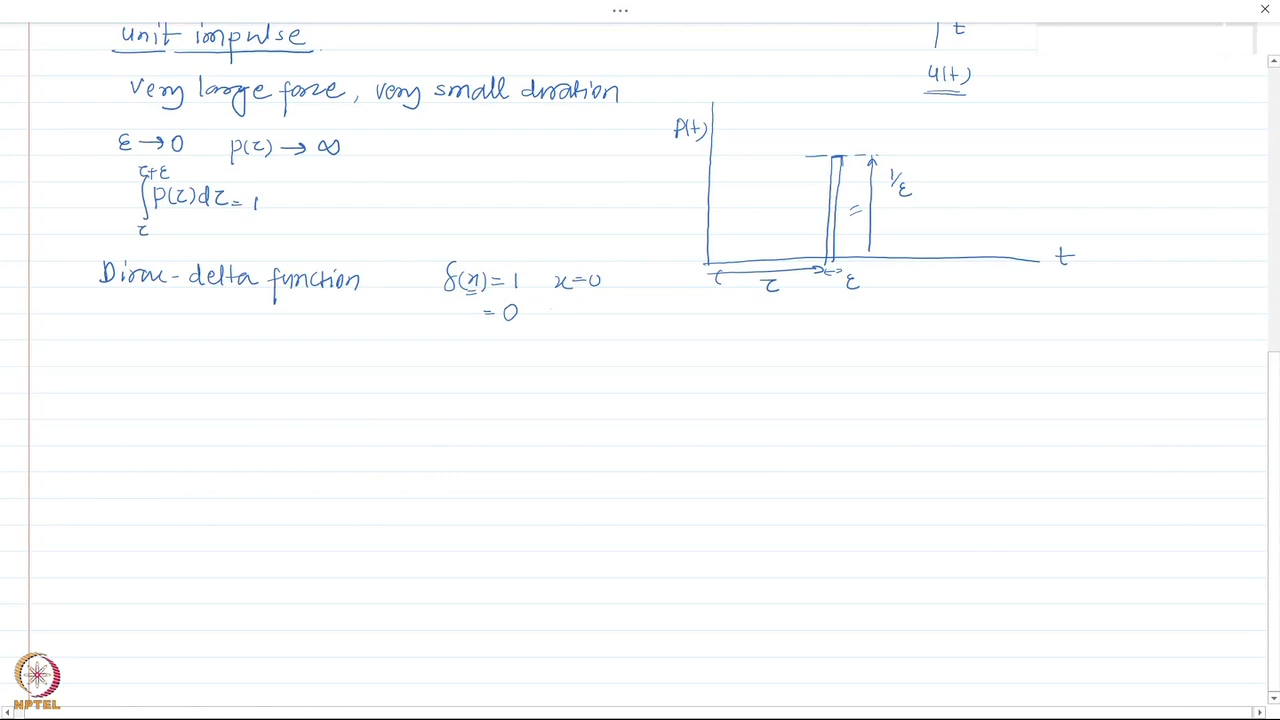 unit impulse
t
u(t)
very large force, very small duration
p(t)
ε → 0 p(τ) → ∞
τ+ε
∫ p(τ)dτ = 1
τ
1/ε
=
t
τ ε
Dirac-delta function δ(x) = 1 x=0
= 0
NPTEL